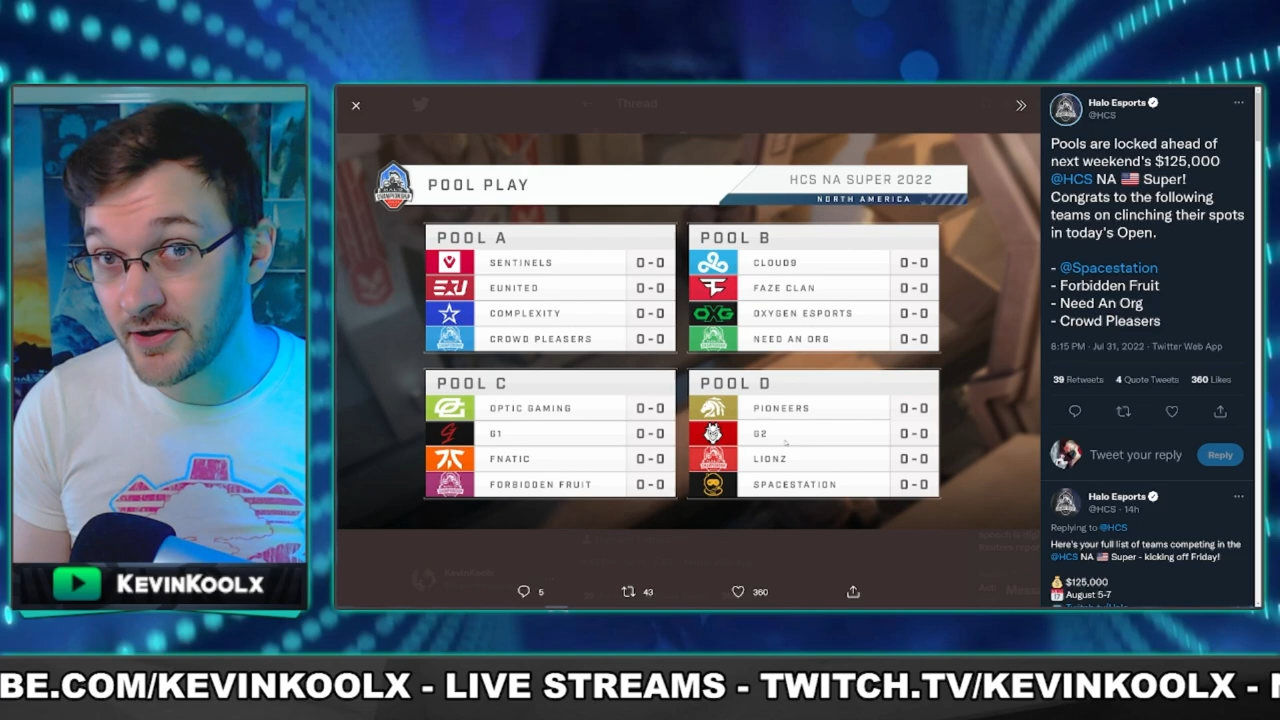 Thread
POOL PLAY
HCS NA SUPER 2022
NORTH AMERICA
POOL A
SENTINELS 0-0
EUNITED 0-0
COMPLEXITY 0-0
CROWD PLEASERS 0-0
POOL B
CLOUD9 0-0
FAZE CLAN 0-0
OXG OXYGEN ESPORTS 0-0
NEED AN ORG 0-0
POOL C
OPTIC GAMING 0-0
G1 0-0
FNATIC 0-0
FORBIDDEN FRUIT 0-0
POOL D
PIONEERS 0-0
G2 0-0
LIONZ 0-0
SPACESTATION 0-0
5 43 360
Halo Esports
@HCS
Pools are locked ahead of
next weekend's $125,000
@HCS NA 🇺🇸 Super!
Congrats to the following
teams on clinching their spots
in today's Open.
- @Spacestation
- Forbidden Fruit
- Need An Org
- Crowd Pleasers
8:15 PM · Jul 31, 2022 · Twitter Web App
39 Retweets 4 Quote Tweets 360 Likes
Tweet your reply Reply
Halo Esports
@HCS · 14h
Replying to @HCS
Here's your full list of teams competing in the
@HCS NA 🇺🇸 Super - kicking off Friday!
💰 $125,000
📅 August 5-7
KEVINKOOLX
BE.COM/KEVINKOOLX - LIVE STREAMS - TWITCH.TV/KEVINKOOLX -